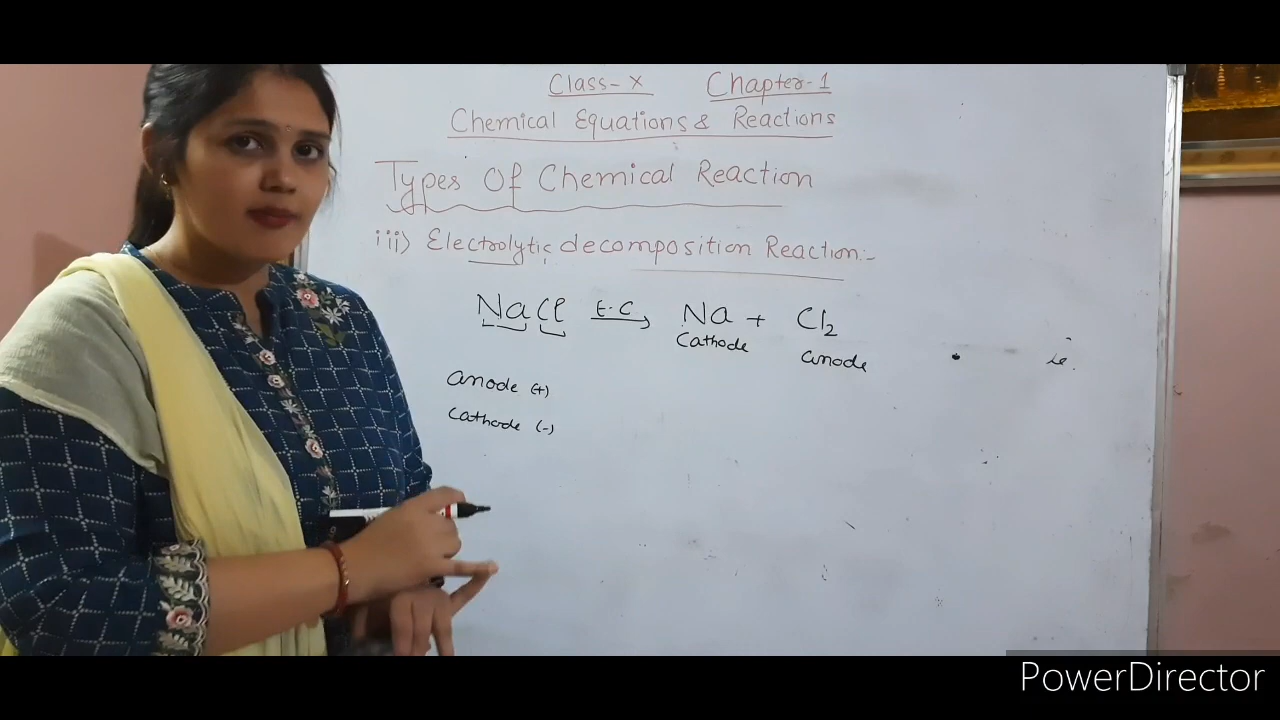 Class-X Chapter-1
Chemical Equations & Reactions
Types Of Chemical Reaction
iii) Electrolytic decomposition Reaction:-
NaCl E-C → Na + Cl₂
Cathode anode
ie.
anode (+)
Cathode (-)
PowerDirector